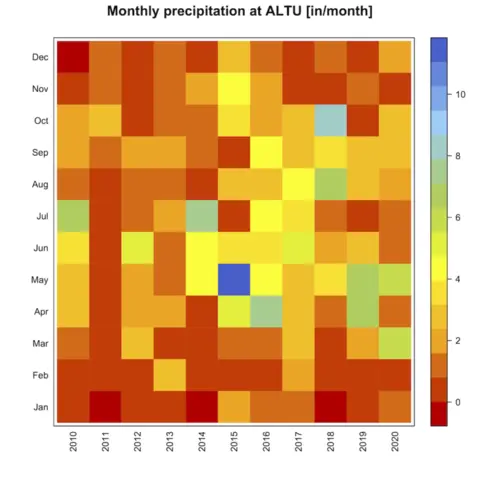 Monthly precipitation at ALTU [in/month]
Dec
Nov
Oct
Sep
Aug
Jul
Jun
May
Apr
Mar
Feb
Jan
2010 2011 2012 2013 2014 2015 2016 2017 2018 2019 2020
10
8
6
4
2
0